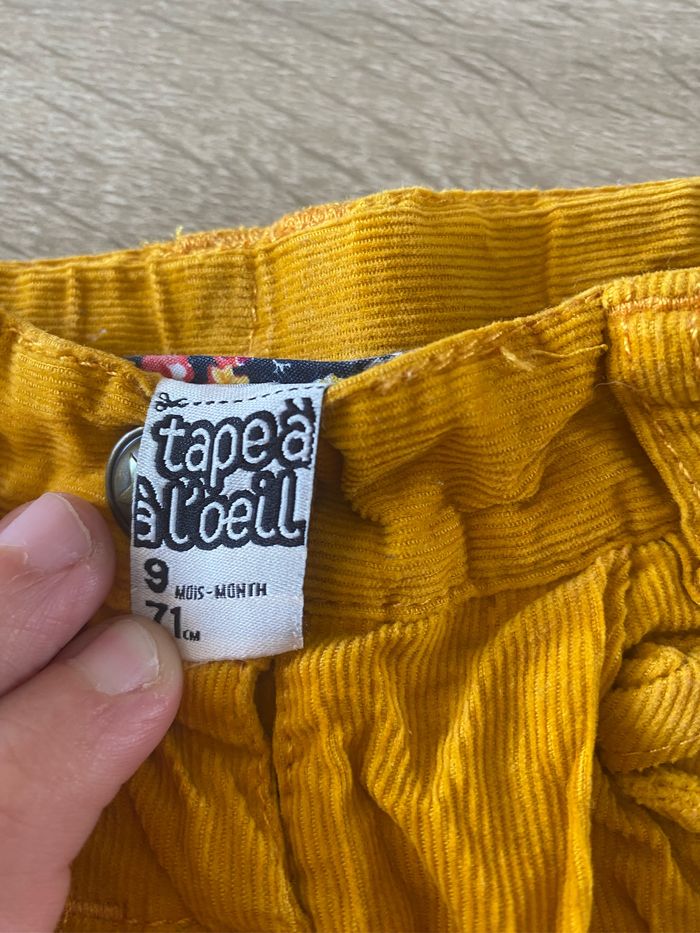 tape à
à l'oeil
9 MOIS-MONTH
71CM